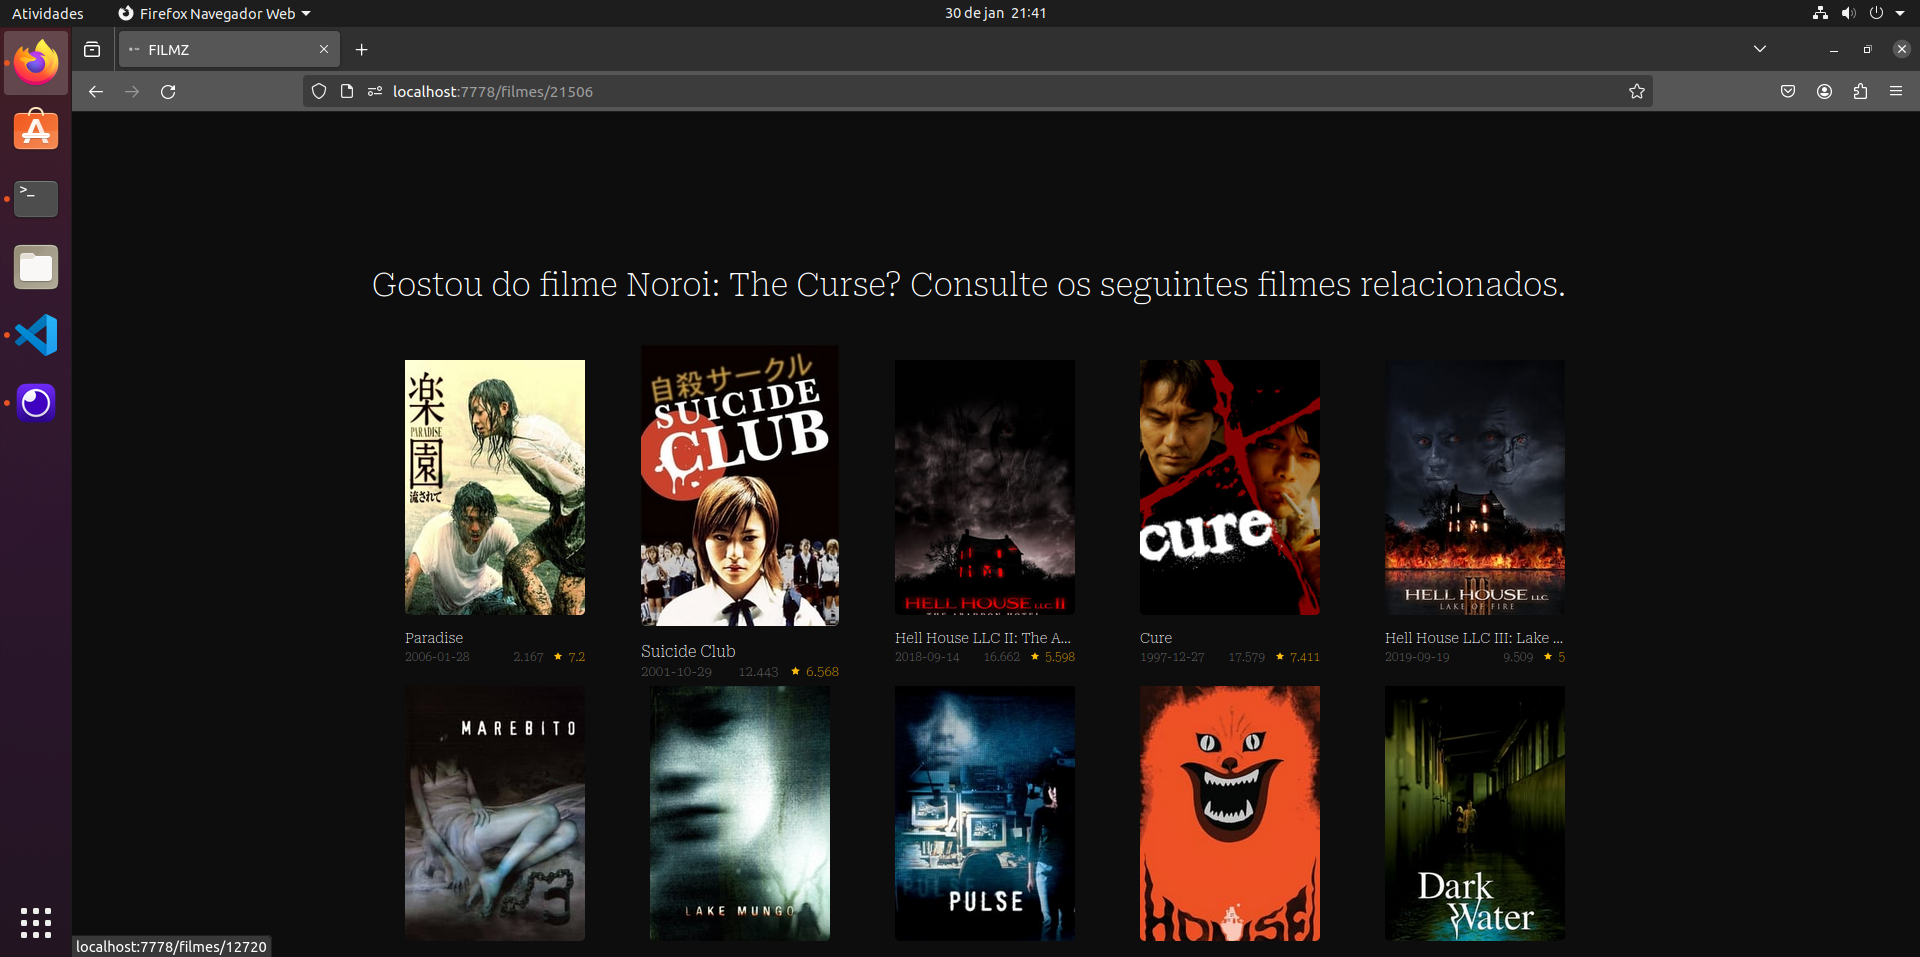 Atividades
Firefox Navegador Web
30 de jan 21:41
FILMZ
localhost:7778/filmes/21506
Gostou do filme Noroi: The Curse? Consulte os seguintes filmes relacionados.
楽園
PARADISE
流されて
自殺サークル
SUICIDE
CLUB
HELL HOUSE LLC II
THE ABADDON HOTEL
cure
HELL HOUSE LLC
LAKE OF FIRE
Paradise
2006-01-28 2.167 ★ 7.2
Suicide Club
2001-10-29 12.443 ★ 6.568
Hell House LLC II: The A...
2018-09-14 16.662 ★ 5.598
Cure
1997-12-27 17.579 ★ 7.411
Hell House LLC III: Lake ...
2019-09-19 9.509 ★ 5
MAREBITO
LAKE MUNGO
PULSE
HOUSE
Dark
Water
localhost:7778/filmes/12720